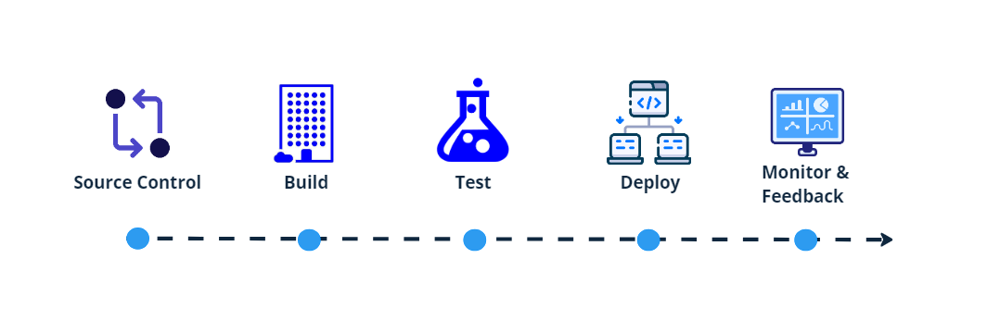 Source Control
Build
Test
Deploy
Monitor &
Feedback